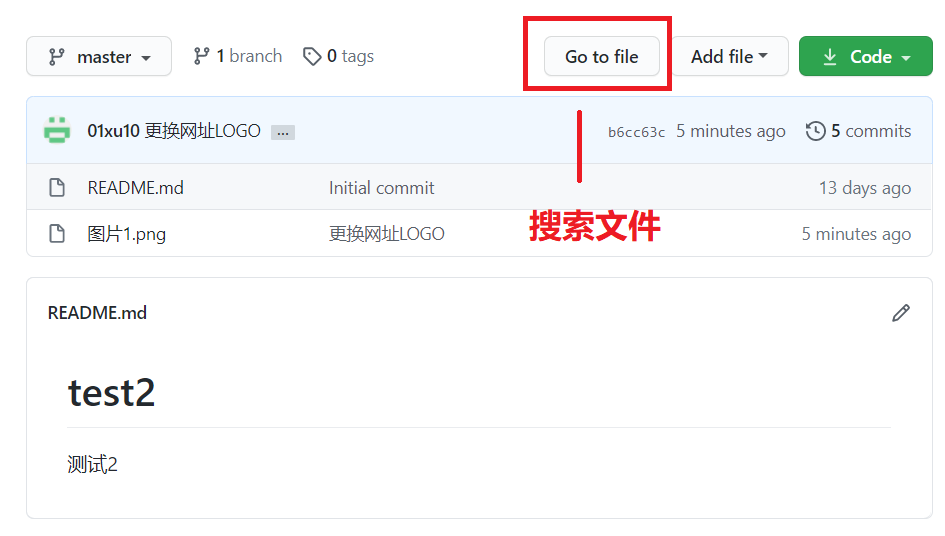 master 1 branch 0 tags Go to file Add file Code
01xu10 更换网址LOGO ... b6cc63c 5 minutes ago 5 commits
README.md Initial commit 13 days ago
图片1.png 更换网址LOGO 5 minutes ago
搜索文件
README.md
test2
测试2